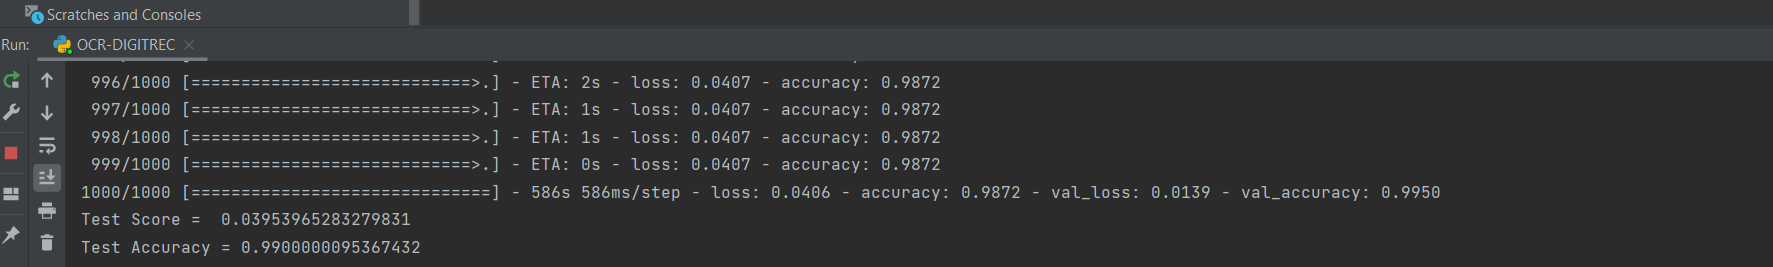 Scratches and Consoles
Run: OCR-DIGITREC
996/1000 [============================>.] - ETA: 2s - loss: 0.0407 - accuracy: 0.9872
997/1000 [============================>.] - ETA: 1s - loss: 0.0407 - accuracy: 0.9872
998/1000 [============================>.] - ETA: 1s - loss: 0.0407 - accuracy: 0.9872
999/1000 [============================>.] - ETA: 0s - loss: 0.0407 - accuracy: 0.9872
1000/1000 [==============================] - 586s 586ms/step - loss: 0.0406 - accuracy: 0.9872 - val_loss: 0.0139 - val_accuracy: 0.9950
Test Score =  0.03953965283279831
Test Accuracy = 0.9900000095367432